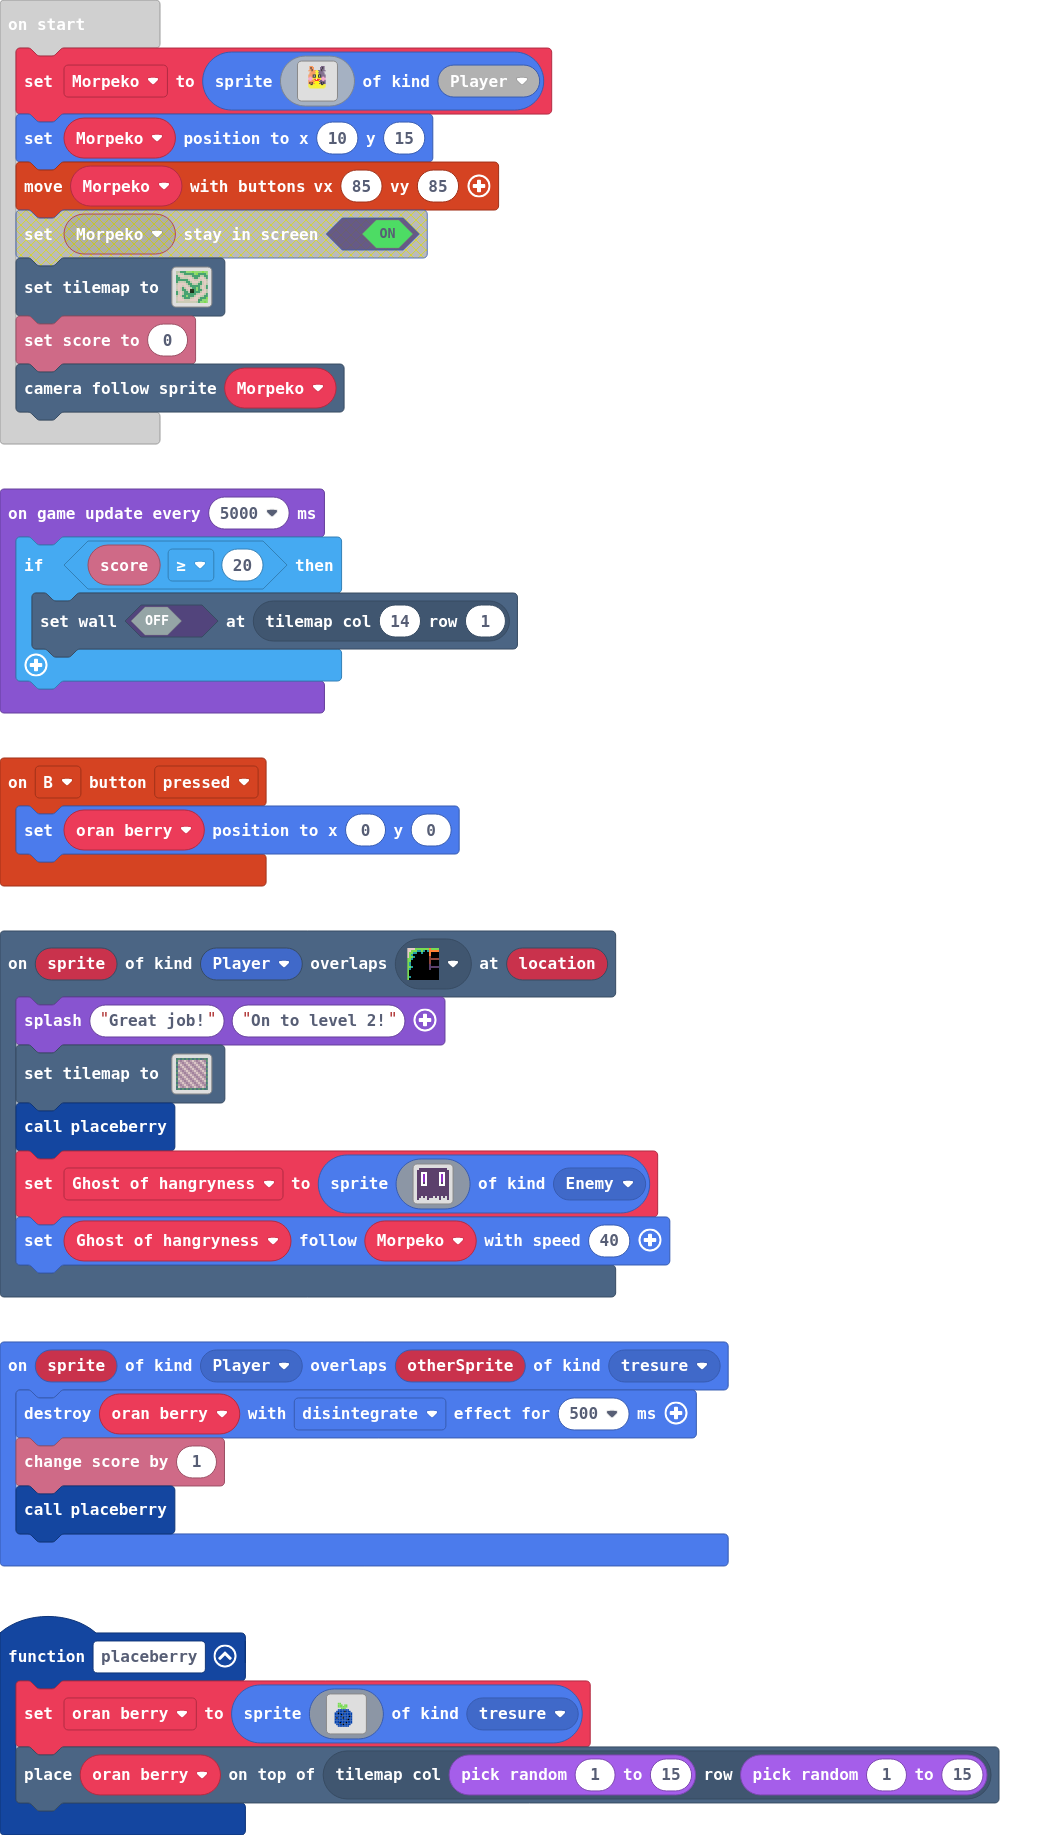 on start
set Morpeko to sprite of kind Player
set Morpeko position to x 10 y 15
move Morpeko with buttons vx 85 vy 85
set Morpeko stay in screen ON
set tilemap to
set score to 0
camera follow sprite Morpeko
on game update every 5000 ms
if score ≥ 20 then
set wall OFF at tilemap col 14 row 1
on B button pressed
set oran berry position to x 0 y 0
on sprite of kind Player overlaps at location
splash "Great job!" "On to level 2!"
set tilemap to
call placeberry
set Ghost of hangryness to sprite of kind Enemy
set Ghost of hangryness follow Morpeko with speed 40
on sprite of kind Player overlaps otherSprite of kind tresure
destroy oran berry with disintegrate effect for 500 ms
change score by 1
call placeberry
function placeberry
set oran berry to sprite of kind tresure
place oran berry on top of tilemap col pick random 1 to 15 row pick random 1 to 15